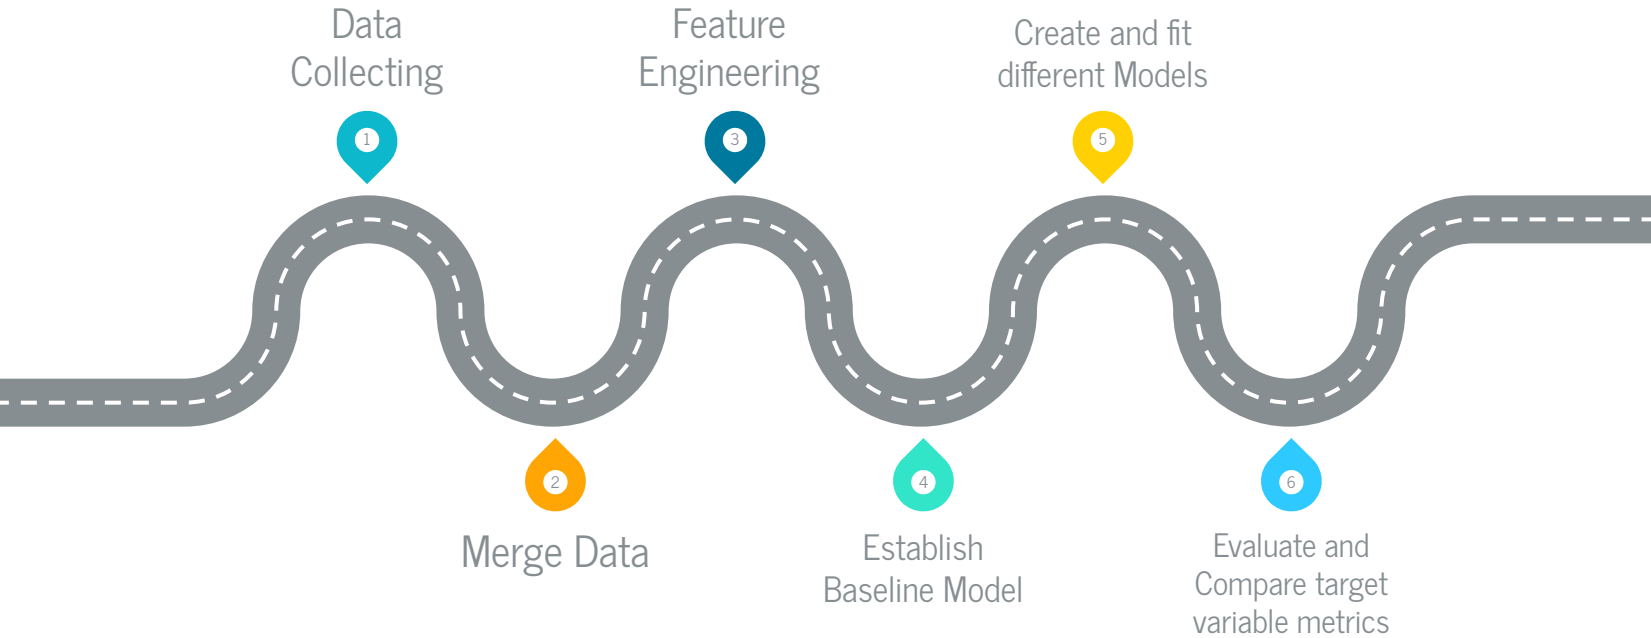 Data
Collecting
1
2
Merge Data
Feature
Engineering
3
4
Establish
Baseline Model
Create and fit
different Models
5
6
Evaluate and
Compare target
variable metrics